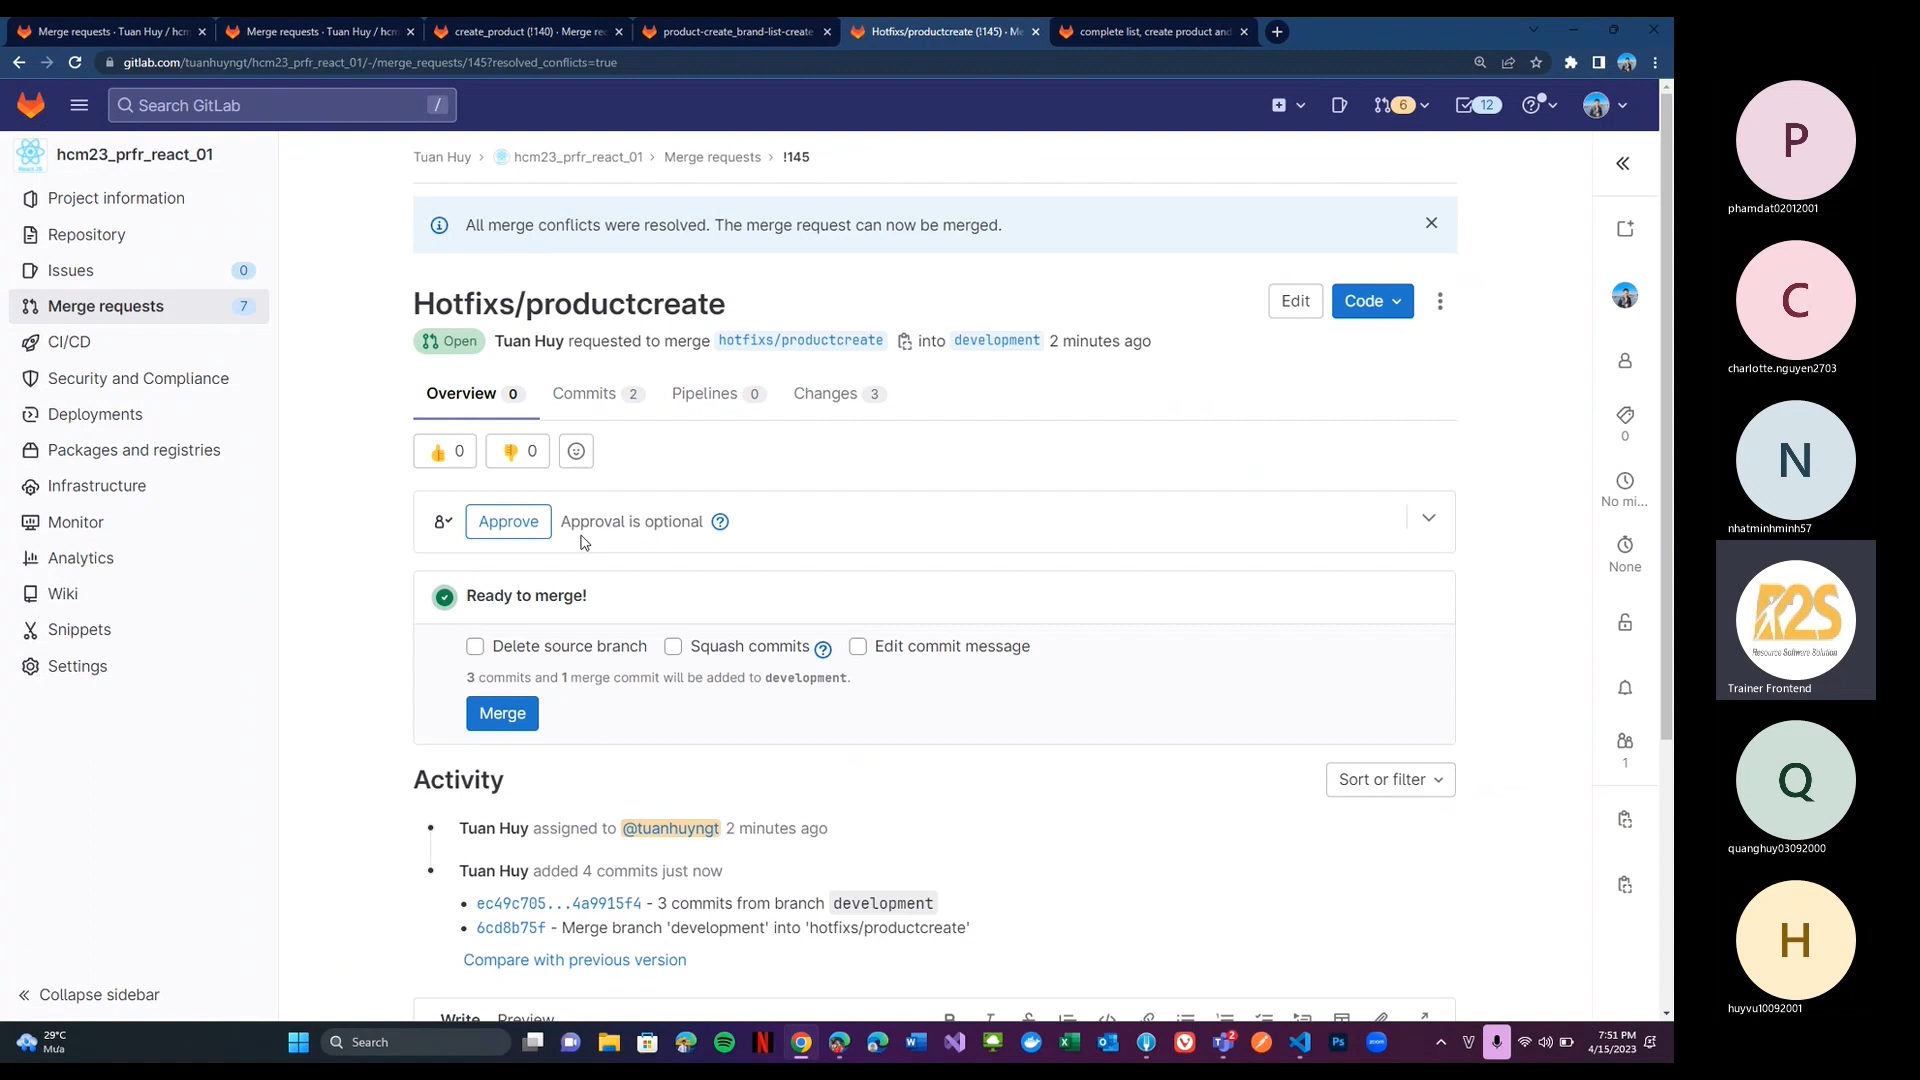 Merge requests · Tuan Huy / hcm
Merge requests · Tuan Huy / hcm
create_product (!140) · Merge re
product-create_brand-list-create
Hotfixs/productcreate (!145) · Me
complete list, create product and
gitlab.com/tuanhuyngt/hcm23_prfr_react_01/-/merge_requests/145?resolved_conflicts=true
Search GitLab
/
6
12
hcm23_prfr_react_01
Project information
Repository
Issues 0
Merge requests 7
CI/CD
Security and Compliance
Deployments
Packages and registries
Infrastructure
Monitor
Analytics
Wiki
Snippets
Settings
Collapse sidebar
Tuan Huy › hcm23_prfr_react_01 › Merge requests › !145
All merge conflicts were resolved. The merge request can now be merged.
Hotfixs/productcreate
Edit
Code
Open Tuan Huy requested to merge hotfixs/productcreate into development 2 minutes ago
Overview 0 Commits 2 Pipelines 0 Changes 3
0 0
Approve Approval is optional
Ready to merge!
Delete source branch Squash commits Edit commit message
3 commits and 1 merge commit will be added to development.
Merge
Activity
Sort or filter
Tuan Huy assigned to @tuanhuyngt 2 minutes ago
Tuan Huy added 4 commits just now
ec49c705...4a9915f4 - 3 commits from branch development
6cd8b75f - Merge branch 'development' into 'hotfixs/productcreate'
Compare with previous version
Write Preview
0
No mi...
None
1
P
phamdat02012001
C
charlotte.nguyen2703
N
nhatminhminh57
R2S
Resource Software Solution
Trainer Frontend
Q
quanghuy03092000
H
huyvu10092001
29°C
Mưa
Search
7:51 PM
4/15/2023